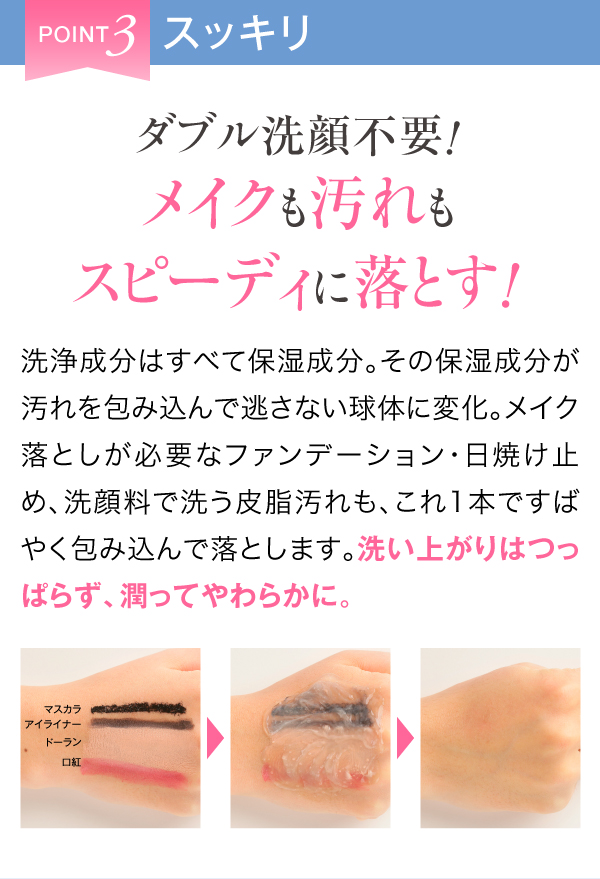 POINT3 スッキリ
ダブル洗顔不要!
メイクも汚れも
スピーディに落とす!
洗浄成分はすべて保湿成分。その保湿成分が
汚れを包み込んで逃さない球体に変化。メイク
落としが必要なファンデーション・日焼け止
め、洗顔料で洗う皮脂汚れも、これ1本ですば
やく包み込んで落とします。洗い上がりはつっ
ぱらず、潤ってやわらかに。
マスカラ
アイライナー
ドーラン
口紅